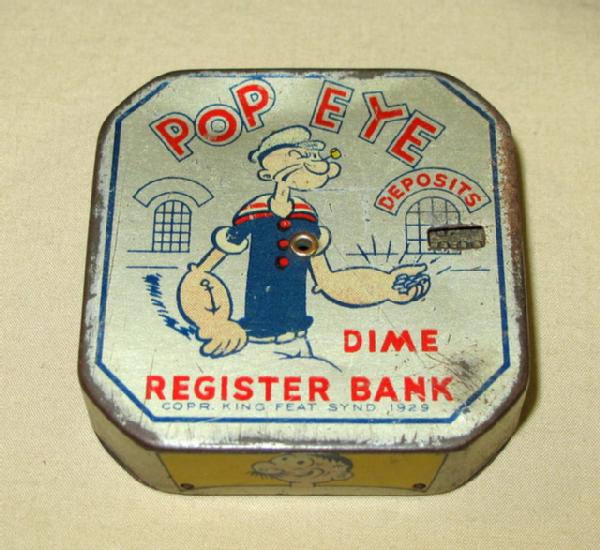 POP EYE
DEPOSITS
DIME
REGISTER BANK
COPR. KING FEAT SYND 1929